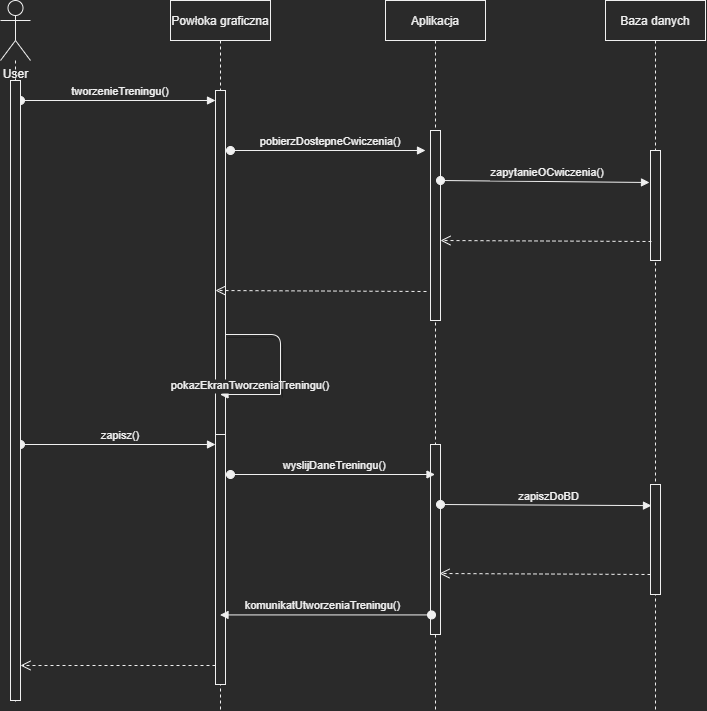 Powłoka graficzna
Aplikacja
Baza danych
User
tworzenieTreningu()
pobierzDostepneCwiczenia()
zapytanieOCwiczenia()
pokazEkranTworzeniaTreningu()
zapisz()
wyslijDaneTreningu()
zapiszDoBD
komunikatUtworzeniaTreningu()